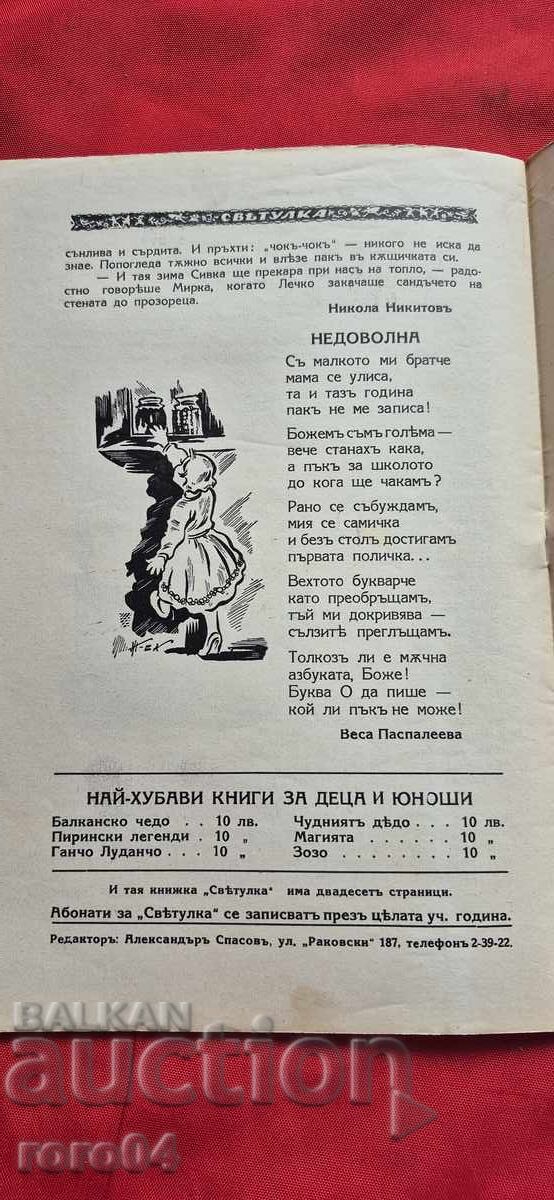 СВѢТУЛКА
сънлива и сърдита. И пръхти: „чокъ-чокъ“ — никого не иска да
знае. Попогледа тѫжно всички и влѣзе пакъ въ кѫщичката си.
— И тая зима Сивка ще прекара при насъ на топло, — радо-
стно говорѣше Мирка, когато Лечко закачаше сандъчето на
стената до прозореца.
Никола Никитовъ
НЕДОВОЛНА
Съ малкото ми братче
мама се улиса,
та и тазъ година
пакъ не ме записа!
Божемъ съмъ голѣма —
вече станахъ кака,
а пъкъ за школото
до кога ще чакамъ?
Рано се събуждамъ,
мия се самичка
и безъ столъ достигамъ
първата поличка...
Вехтото букварче
като преобръщамъ,
тъй ми докривява —
сълзитѣ преглъщамъ.
Толкозъ ли е мѫчна
азбуката, Боже!
Буква О да пише —
кой ли пъкъ не може!
Веса Паспалеева
НАЙ-ХУБАВИ КНИГИ ЗА ДЕЦА И ЮНОШИ
Балканско чедо . . 10 лв. Чудниятъ дѣдо . . . 10 лв.
Пирински легенди . 10 „ Магията . . . . . . 10 „
Ганчо Луданчо . . . 10 „ Зозо . . . . . . . . 10 „
И тая книжка „Свѣтулка“ има двадесетъ страници.
Абонати за „Свѣтулка“ се записватъ презъ цѣлата уч. година.
Редакторъ: Александъръ Спасовъ, ул. „Раковски“ 187, телефонъ 2-39-22.
BALKAN
auction
roro04